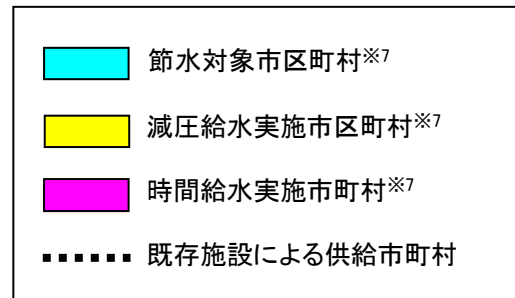 節水対象市区町村※7
減圧給水実施市区町村※7
時間給水実施市町村※7
既存施設による供給市町村